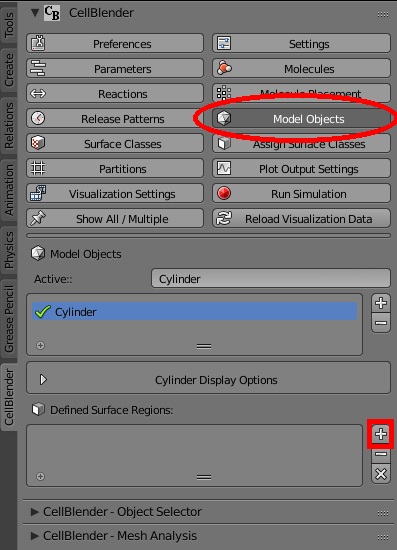 CellBlender
Preferences
Settings
Parameters
Molecules
Reactions
Molecule Placement
Release Patterns
Model Objects
Surface Classes
Assign Surface Classes
Partitions
Plot Output Settings
Visualization Settings
Run Simulation
Show All / Multiple
Reload Visualization Data
Model Objects
Active::
Cylinder
Cylinder
Cylinder Display Options
Defined Surface Regions:
CellBlender - Object Selector
CellBlender - Mesh Analysis
Tools
Create
Relations
Animation
Physics
Grease Pencil
CellBlender